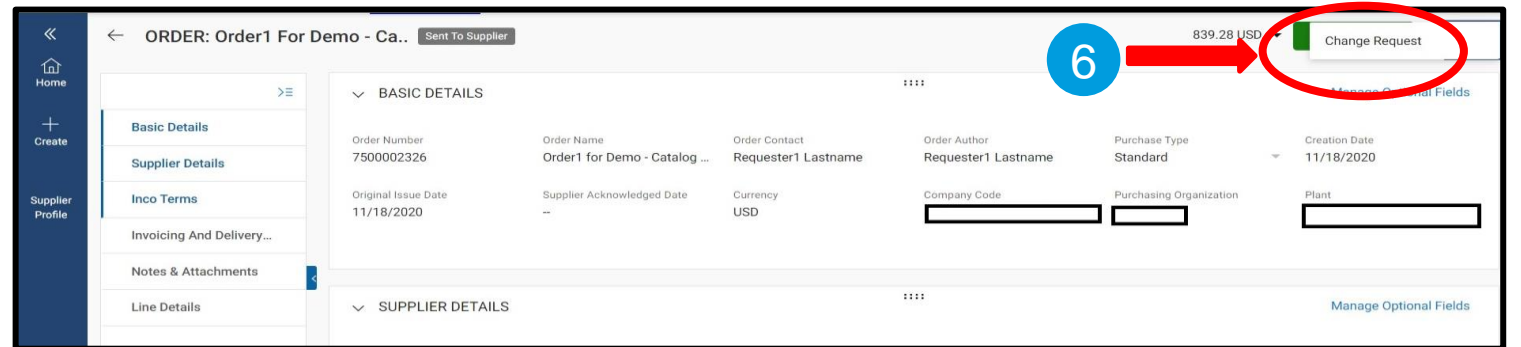 «
← ORDER: Order1 For Demo - Ca.. Sent To Supplier 839.28 USD
Change Request
6
Home
Create
Supplier
Profile
Basic Details
Supplier Details
Inco Terms
Invoicing And Delivery...
Notes & Attachments
Line Details
BASIC DETAILS
Manage Optional Fields
Order Number Order Name Order Contact Order Author Purchase Type Creation Date
7500002326 Order1 for Demo - Catalog ... Requester1 Lastname Requester1 Lastname Standard 11/18/2020
Original Issue Date Supplier Acknowledged Date Currency Company Code Purchasing Organization Plant
11/18/2020 -- USD
SUPPLIER DETAILS Manage Optional Fields